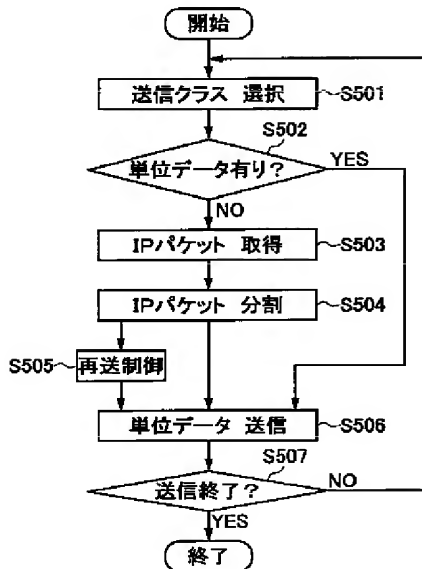 開始
送信クラス 選択
S501
S502
単位データ有り?
YES
NO
IPパケット 取得
S503
IPパケット 分割
S504
S505
再送制御
単位データ 送信
S506
S507
送信終了?
NO
YES
終了